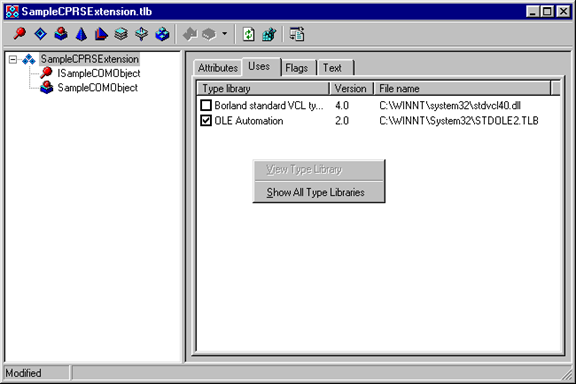 SampleCPRSExtension.tlb
SampleCPRSExtension
ISampleCOMObject
SampleCOMObject
Attributes Uses Flags Text
Type library Version File name
Borland standard VCL ty... 4.0 C:\WINNT\system32\stdvcl40.dll
OLE Automation 2.0 C:\WINNT\System32\STDOLE2.TLB
View Type Library
Show All Type Libraries
Modified